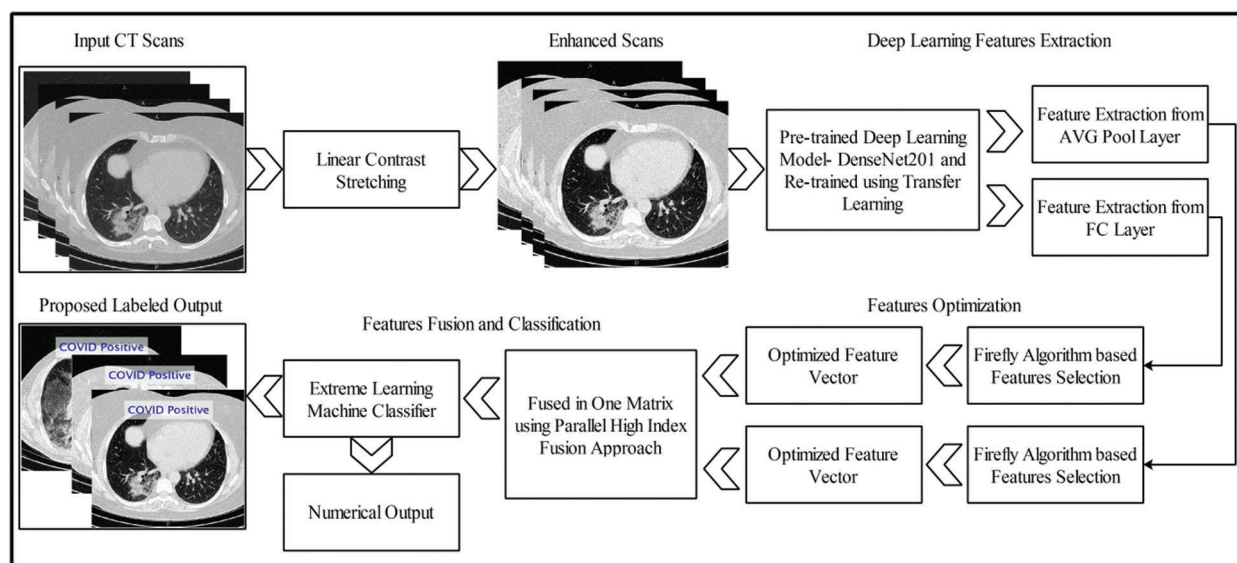 Input CT Scans
Enhanced Scans
Deep Learning Features Extraction
Linear Contrast
Stretching
Pre-trained Deep Learning
Model- DenseNet201 and
Re-trained using Transfer
Learning
Feature Extraction from
AVG Pool Layer
Feature Extraction from
FC Layer
Proposed Labeled Output
Features Fusion and Classification
Features Optimization
COVID Positive
COVID Positive
COVID Positive
Extreme Learning
Machine Classifier
Numerical Output
Fused in One Matrix
using Parallel High Index
Fusion Approach
Optimized Feature
Vector
Firefly Algorithm based
Features Selection
Optimized Feature
Vector
Firefly Algorithm based
Features Selection